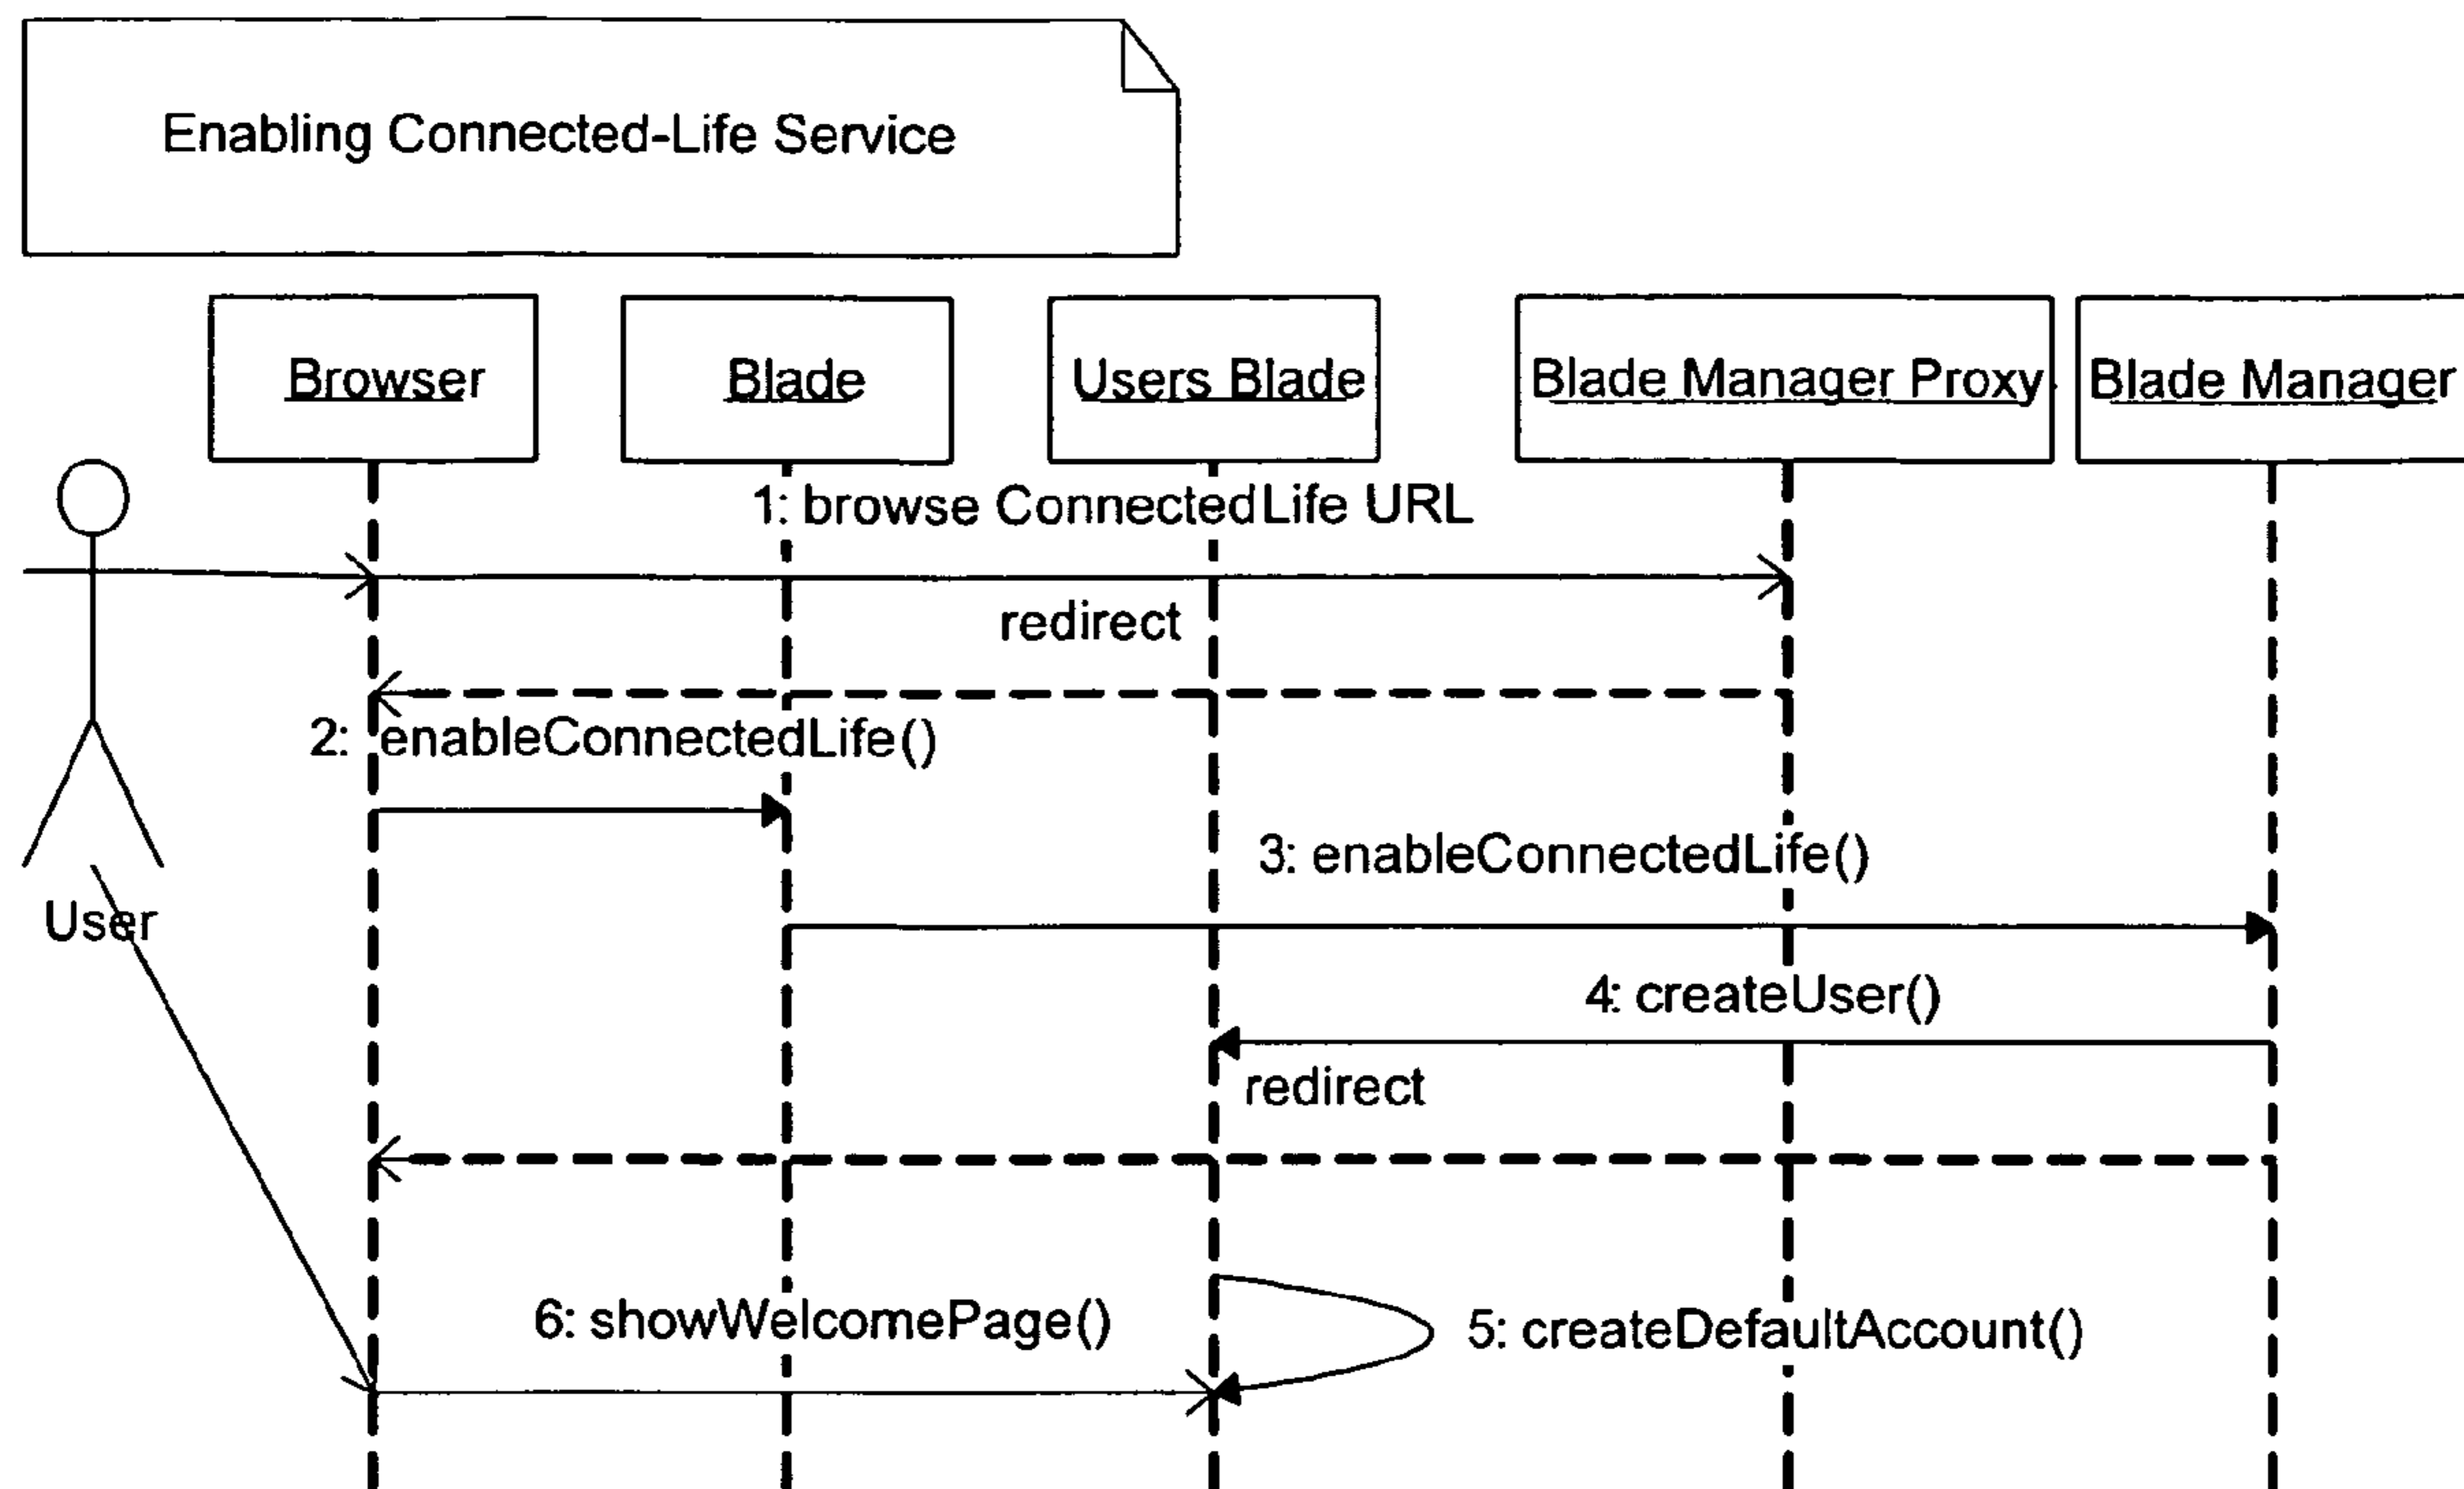 Enabling Connected-Life Service
Browser
Blade
Users Blade
Blade Manager Proxy
Blade Manager
1: browse ConnectedLife URL
redirect
2: enableConnectedLife()
3: enableConnectedLife()
User
4: createUser()
redirect
6: showWelcomePage()
5: createDefaultAccount()